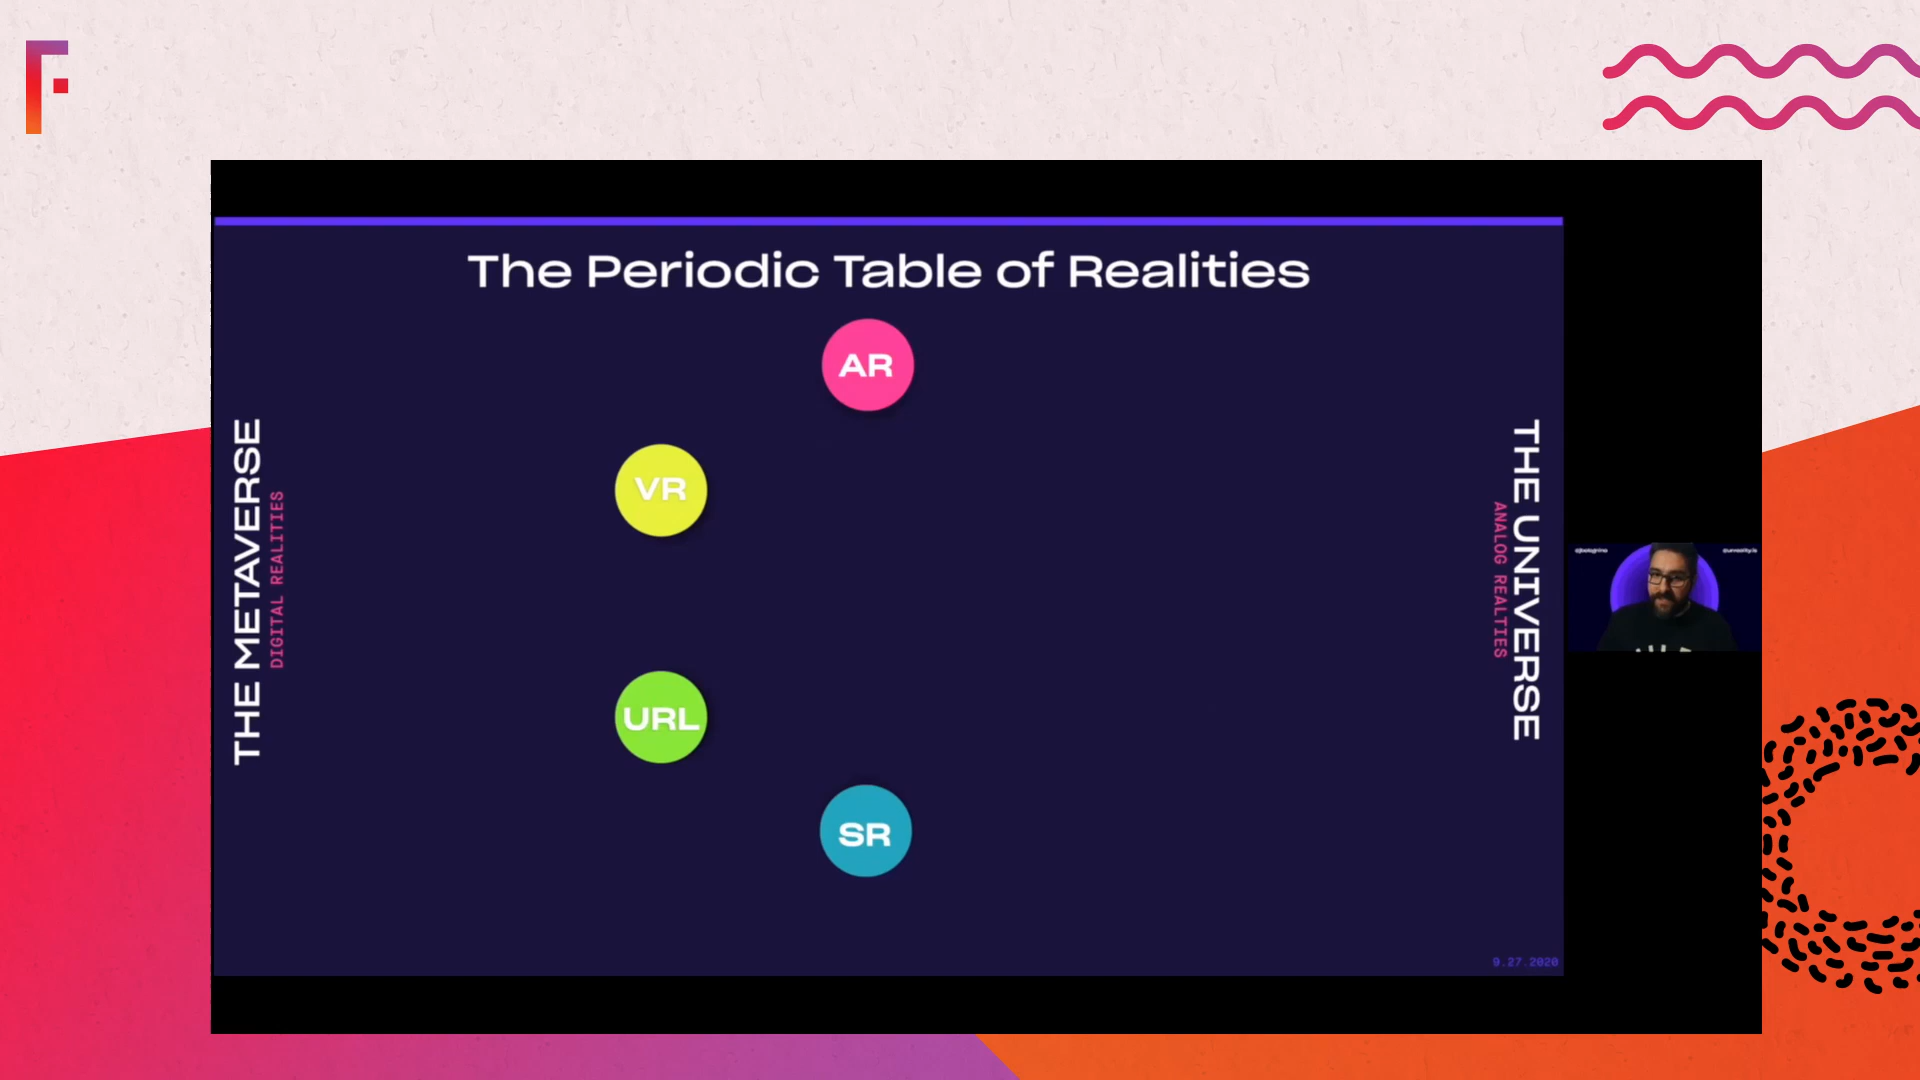 The Periodic Table of Realities
AR
VR
URL
SR
THE METAVERSE
DIGITAL REALITIES
THE UNIVERSE
ANALOG REALTIES
9.27.2020